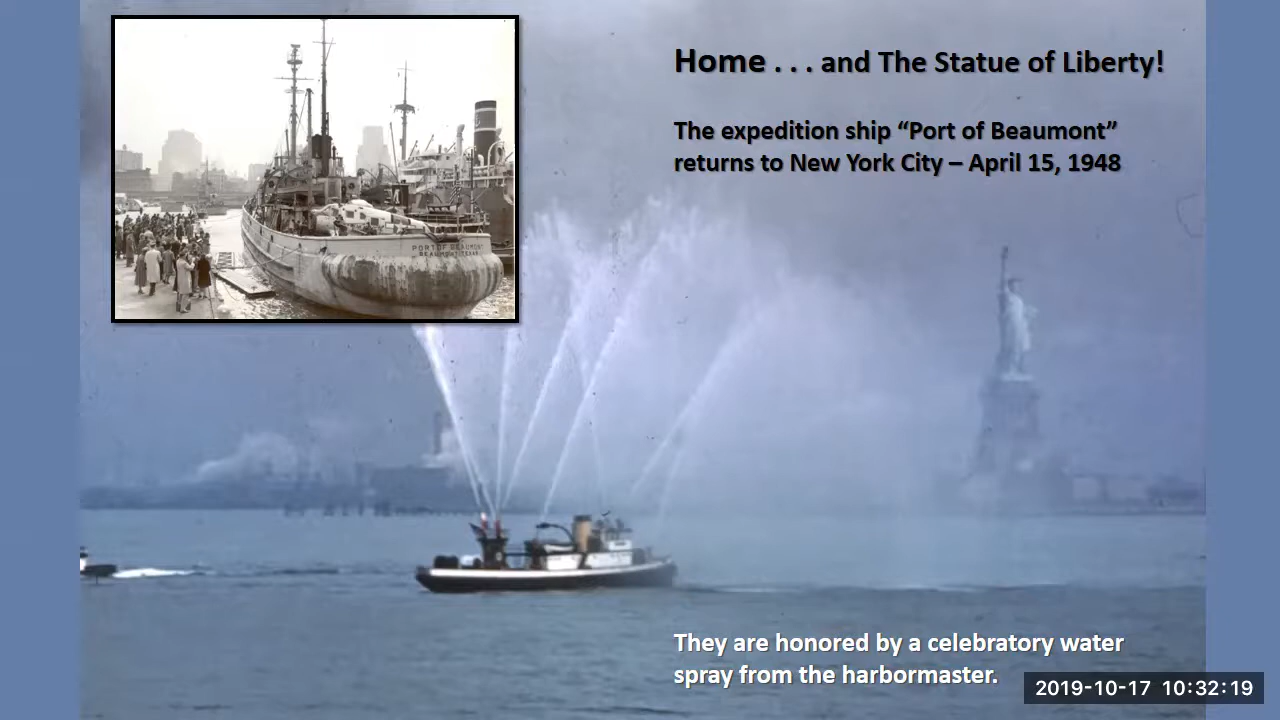 Home . . . and The Statue of Liberty!
The expedition ship “Port of Beaumont”
returns to New York City – April 15, 1948
PORT OF BEAUMONT
BEAUMONT, TEXAS
They are honored by a celebratory water
spray from the harbormaster.
2019-10-17 10:32:19